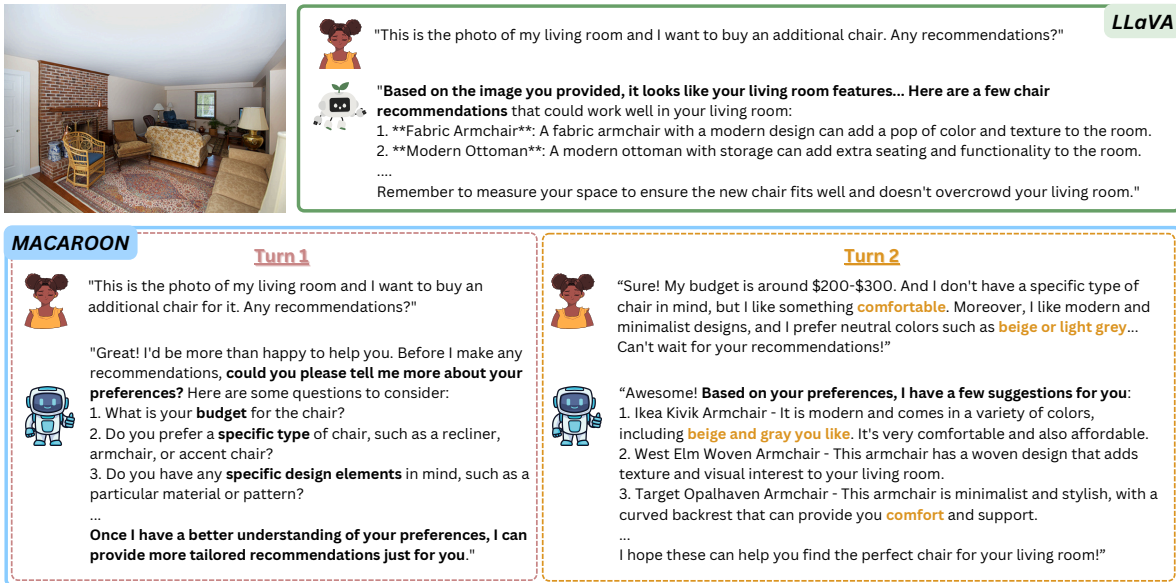 LLaVA
"This is the photo of my living room and I want to buy an additional chair. Any recommendations?"
"Based on the image you provided, it looks like your living room features... Here are a few chair
recommendations that could work well in your living room:
1. **Fabric Armchair**: A fabric armchair with a modern design can add a pop of color and texture to the room.
2. **Modern Ottoman**: A modern ottoman with storage can add extra seating and functionality to the room.
....
Remember to measure your space to ensure the new chair fits well and doesn't overcrowd your living room."
MACAROON
Turn 1
"This is the photo of my living room and I want to buy an
additional chair for it. Any recommendations?"
"Great! I'd be more than happy to help you. Before I make any
recommendations, could you please tell me more about your
preferences? Here are some questions to consider:
1. What is your budget for the chair?
2. Do you prefer a specific type of chair, such as a recliner,
armchair, or accent chair?
3. Do you have any specific design elements in mind, such as a
particular material or pattern?
...
Once I have a better understanding of your preferences, I can
provide more tailored recommendations just for you."
Turn 2
“Sure! My budget is around $200-$300. And I don't have a specific type of
chair in mind, but I like something comfortable. Moreover, I like modern and
minimalist designs, and I prefer neutral colors such as beige or light grey...
Can't wait for your recommendations!”
“Awesome! Based on your preferences, I have a few suggestions for you:
1. Ikea Kivik Armchair - It is modern and comes in a variety of colors,
including beige and gray you like. It's very comfortable and also affordable.
2. West Elm Woven Armchair - This armchair has a woven design that adds
texture and visual interest to your living room.
3. Target Opalhaven Armchair - This armchair is minimalist and stylish, with a
curved backrest that can provide you comfort and support.
...
I hope these can help you find the perfect chair for your living room!”